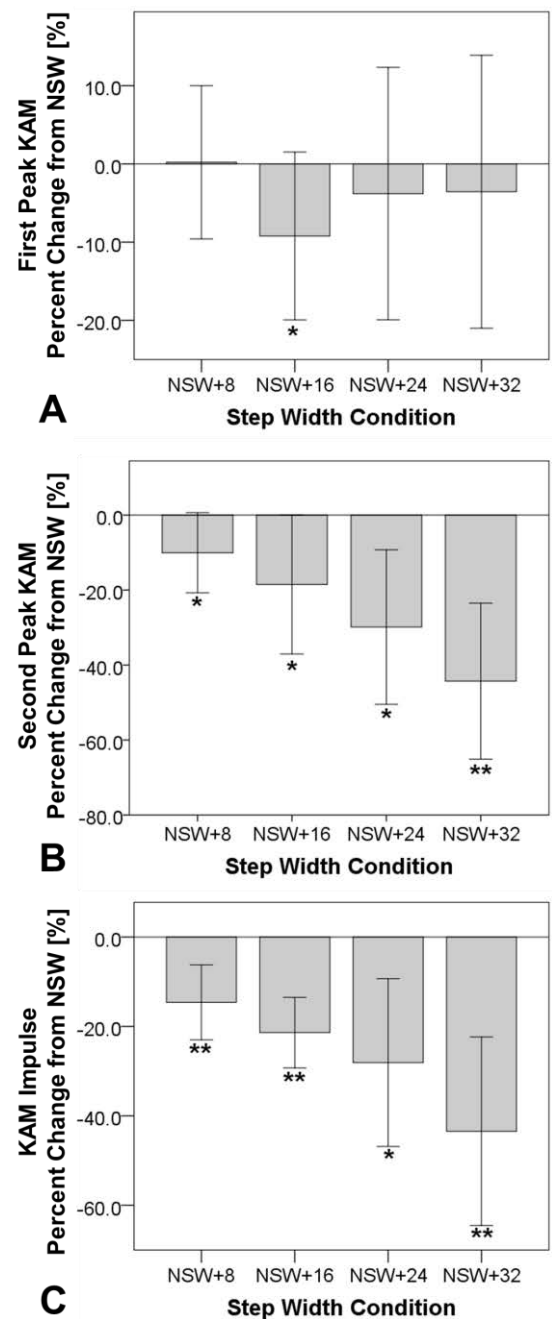 First Peak KAM
Percent Change from NSW [%]
10.0
0.0
-10.0
-20.0
*
NSW+8 NSW+16 NSW+24 NSW+32
A
Step Width Condition
Second Peak KAM
Percent Change from NSW [%]
0.0
-20.0
-40.0
-60.0
-80.0
*
*
*
**
NSW+8 NSW+16 NSW+24 NSW+32
B
Step Width Condition
KAM Impulse
Percent Change from NSW [%]
0.0
-20.0
-40.0
-60.0
**
**
*
**
NSW+8 NSW+16 NSW+24 NSW+32
C
Step Width Condition